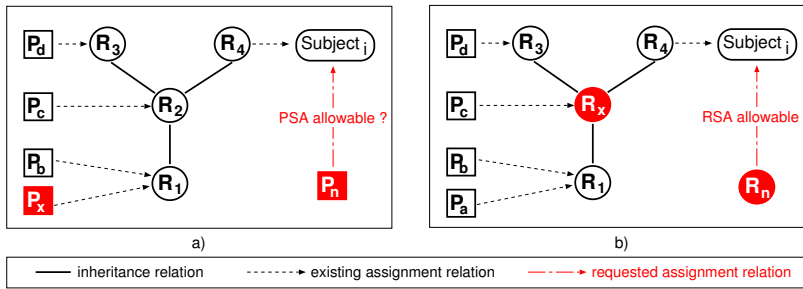 Pd R3 R4 Subject i
Pc R2 PSA allowable ?
Pb R1
Px Pn
a)
Pd R3 R4 Subject i
Pc Rx RSA allowable
Pb R1
Pa Rn
b)
inheritance relation existing assignment relation requested assignment relation